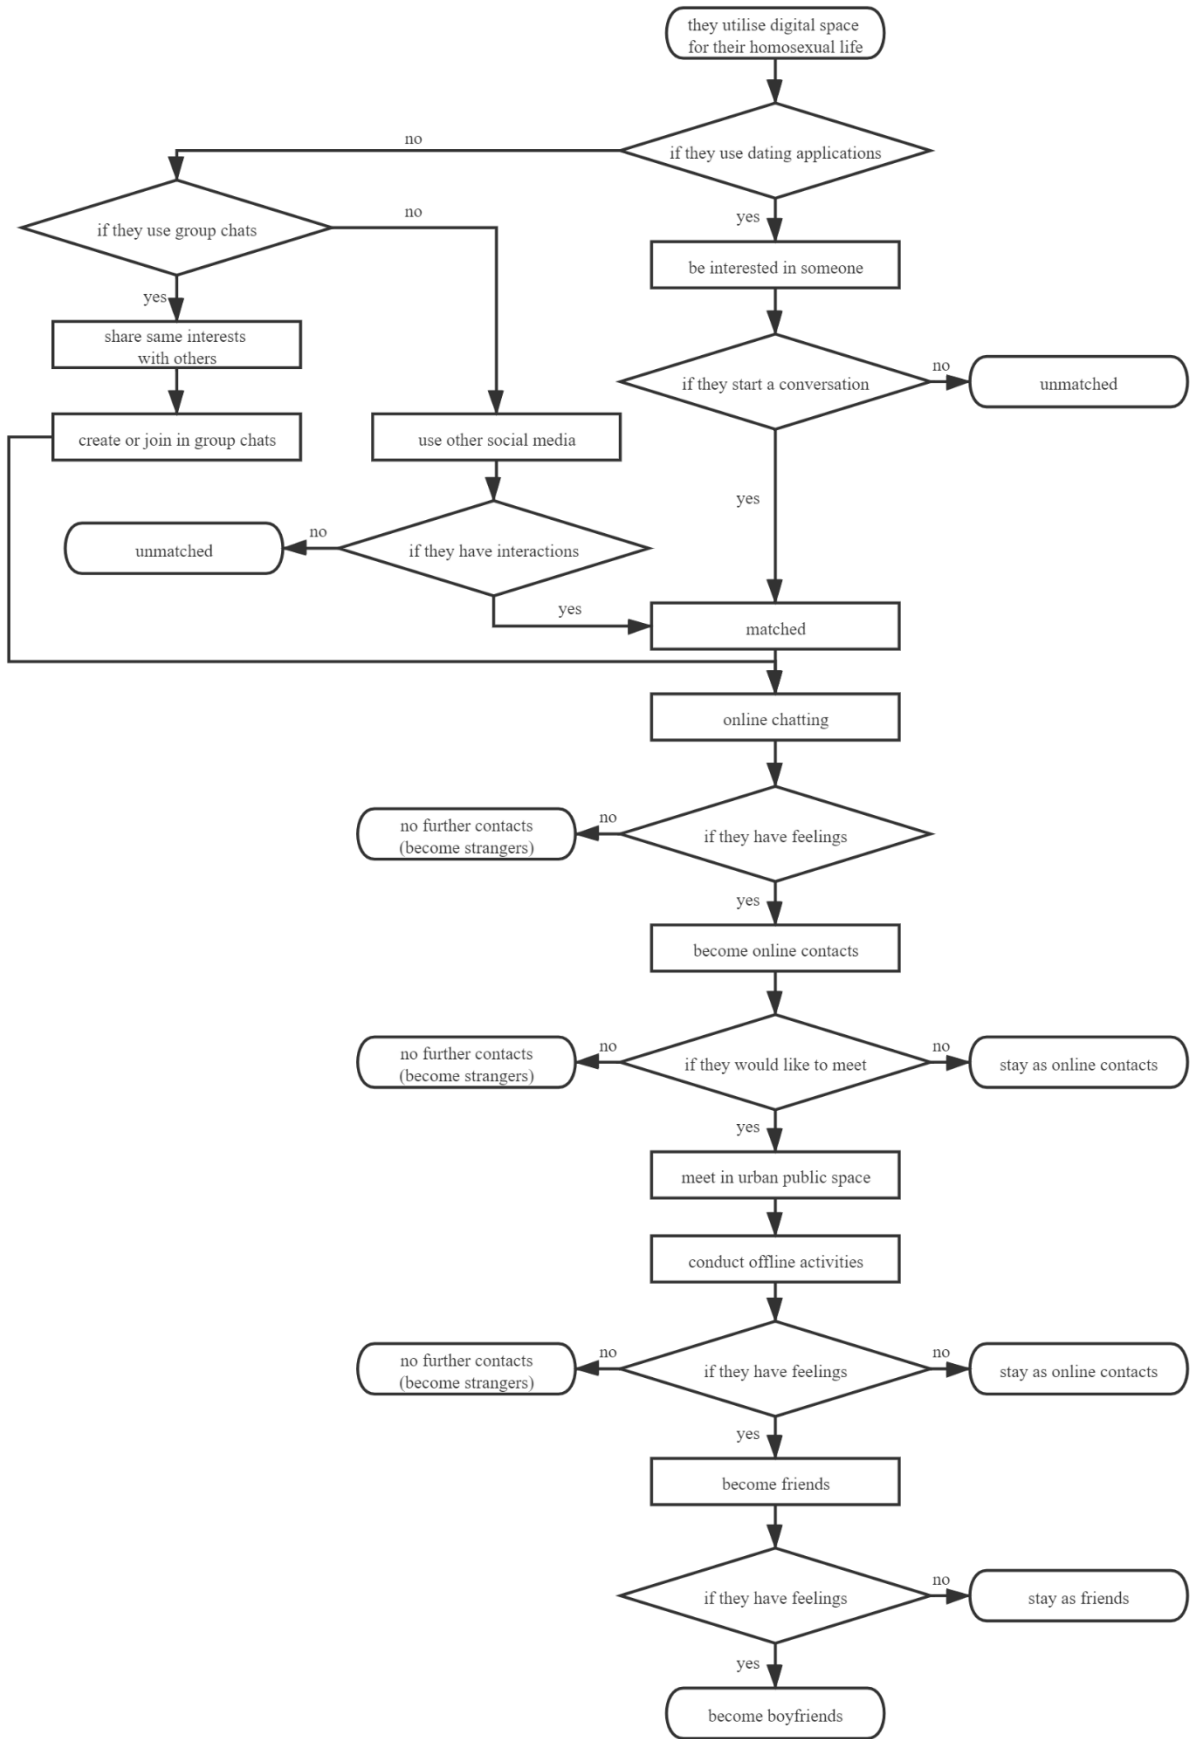 they utilise digital space
for their homosexual life
no
if they use dating applications
no
if they use group chats
yes
be interested in someone
yes
share same interests
with others
if they start a conversation
no
unmatched
create or join in group chats
use other social media
yes
no
unmatched
if they have interactions
yes
matched
online chatting
no further contacts
(become strangers)
no
if they have feelings
yes
become online contacts
no further contacts
(become strangers)
no
if they would like to meet
no
stay as online contacts
yes
meet in urban public space
conduct offline activities
no further contacts
(become strangers)
no
if they have feelings
no
stay as online contacts
yes
become friends
if they have feelings
no
stay as friends
yes
become boyfriends